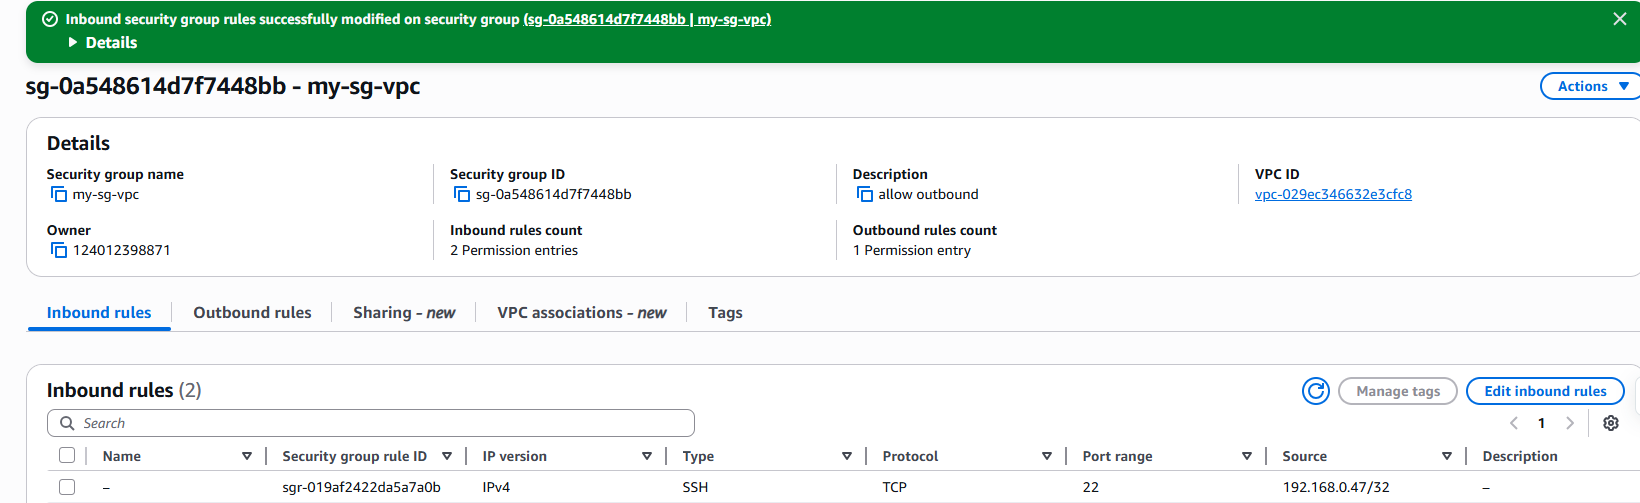 Inbound security group rules successfully modified on security group (sg-0a548614d7f7448bb | my-sg-vpc)
Details
sg-0a548614d7f7448bb - my-sg-vpc
Actions
Details
Security group name
my-sg-vpc
Security group ID
sg-0a548614d7f7448bb
Description
allow outbound
VPC ID
vpc-029ec346632e3cfc8
Owner
124012398871
Inbound rules count
2 Permission entries
Outbound rules count
1 Permission entry
Inbound rules Outbound rules Sharing - new VPC associations - new Tags
Inbound rules (2)
Manage tags Edit inbound rules
Search
1
Name Security group rule ID IP version Type Protocol Port range Source Description
– sgr-019af2422da5a7a0b IPv4 SSH TCP 22 192.168.0.47/32 –